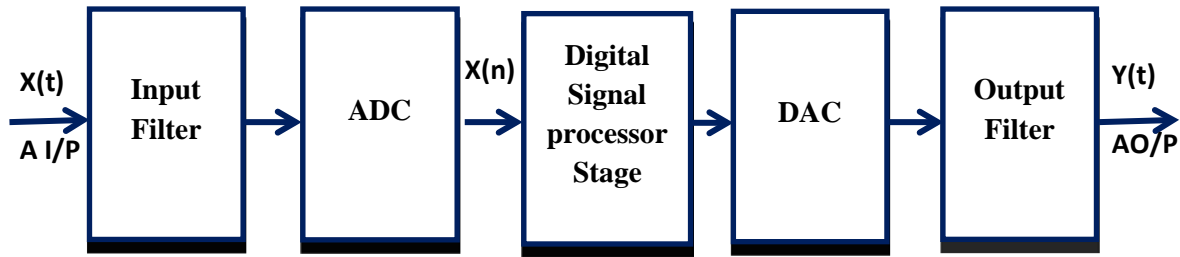 X(t)
A I/P
Input
Filter
ADC
X(n)
Digital
Signal
processor
Stage
DAC
Output
Filter
Y(t)
AO/P